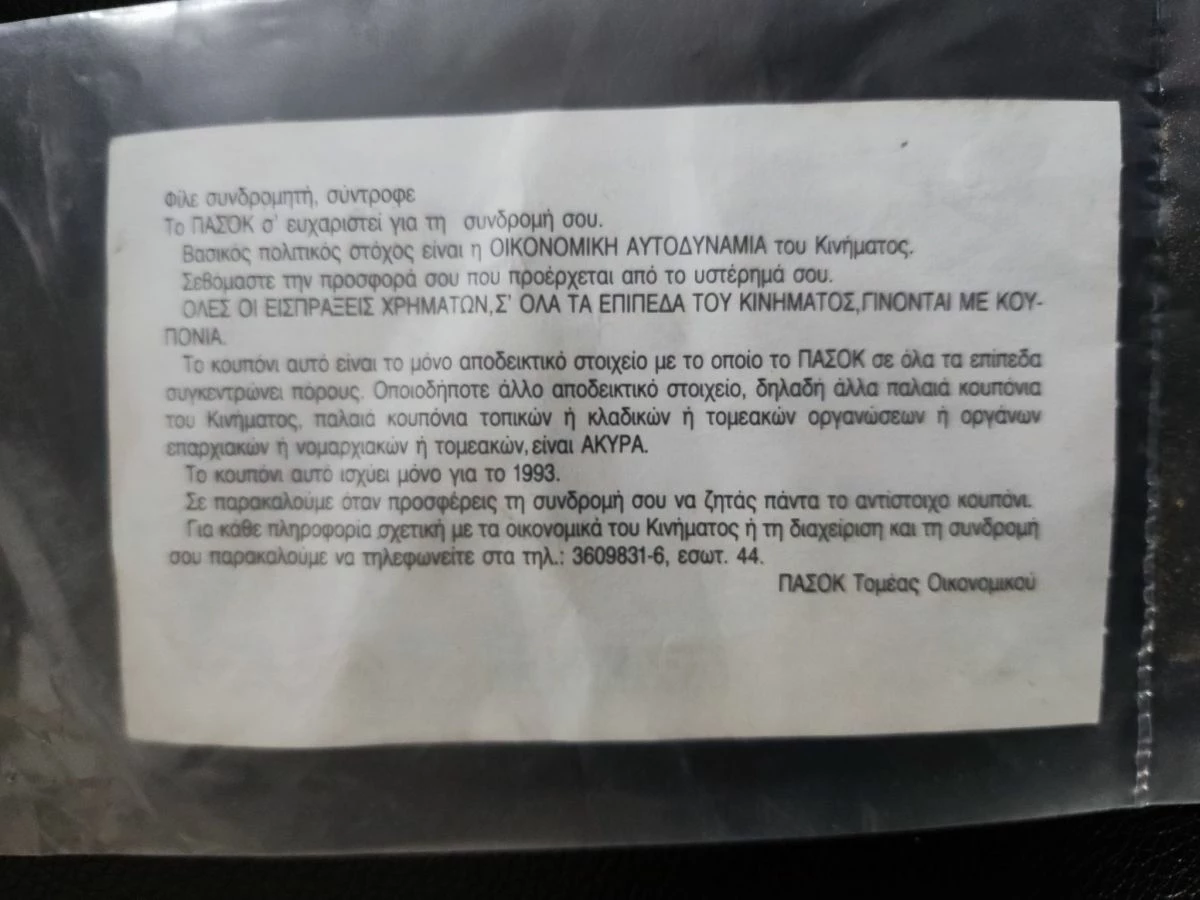 Φίλε συνδρομητή, σύντροφε
Το ΠΑΣΟΚ σ' ευχαριστεί για τη συνδρομή σου.
Βασικός πολιτικός στόχος είναι η ΟΙΚΟΝΟΜΙΚΗ ΑΥΤΟΔΥΝΑΜΙΑ του Κινήματος.
Σεβόμαστε την προσφορά σου που προέρχεται από το υστέρημά σου.
ΟΛΕΣ ΟΙ ΕΙΣΠΡΑΞΕΙΣ ΧΡΗΜΑΤΩΝ,Σ' ΟΛΑ ΤΑ ΕΠΙΠΕΔΑ ΤΟΥ ΚΙΝΗΜΑΤΟΣ,ΓΙΝΟΝΤΑΙ ΜΕ ΚΟΥ-
ΠΟΝΙΑ.
Το κουπόνι αυτό είναι το μόνο αποδεικτικό στοιχείο με το οποίο το ΠΑΣΟΚ σε όλα τα επίπεδα
συγκεντρώνει πόρους. Οποιοδήποτε άλλο αποδεικτικό στοιχείο, δηλαδή άλλα παλαιά κουπόνια
του Κινήματος, παλαιά κουπόνια τοπικών ή κλαδικών ή τομεακών οργανώσεων ή οργάνων
επαρχιακών ή νομαρχιακών ή τομεακών, είναι ΑΚΥΡΑ.
Το κουπόνι αυτό ισχύει μόνο για το 1993.
Σε παρακαλούμε όταν προσφέρεις τη συνδρομή σου να ζητάς πάντα το αντίστοιχο κουπόνι.
Για κάθε πληροφορία σχετική με τα οικονομικά του Κινήματος ή τη διαχείριση και τη συνδρομή
σου παρακαλούμε να τηλεφωνείτε στα τηλ.: 3609831-6, εσωτ. 44.
ΠΑΣΟΚ Τομέας Οικονομικού